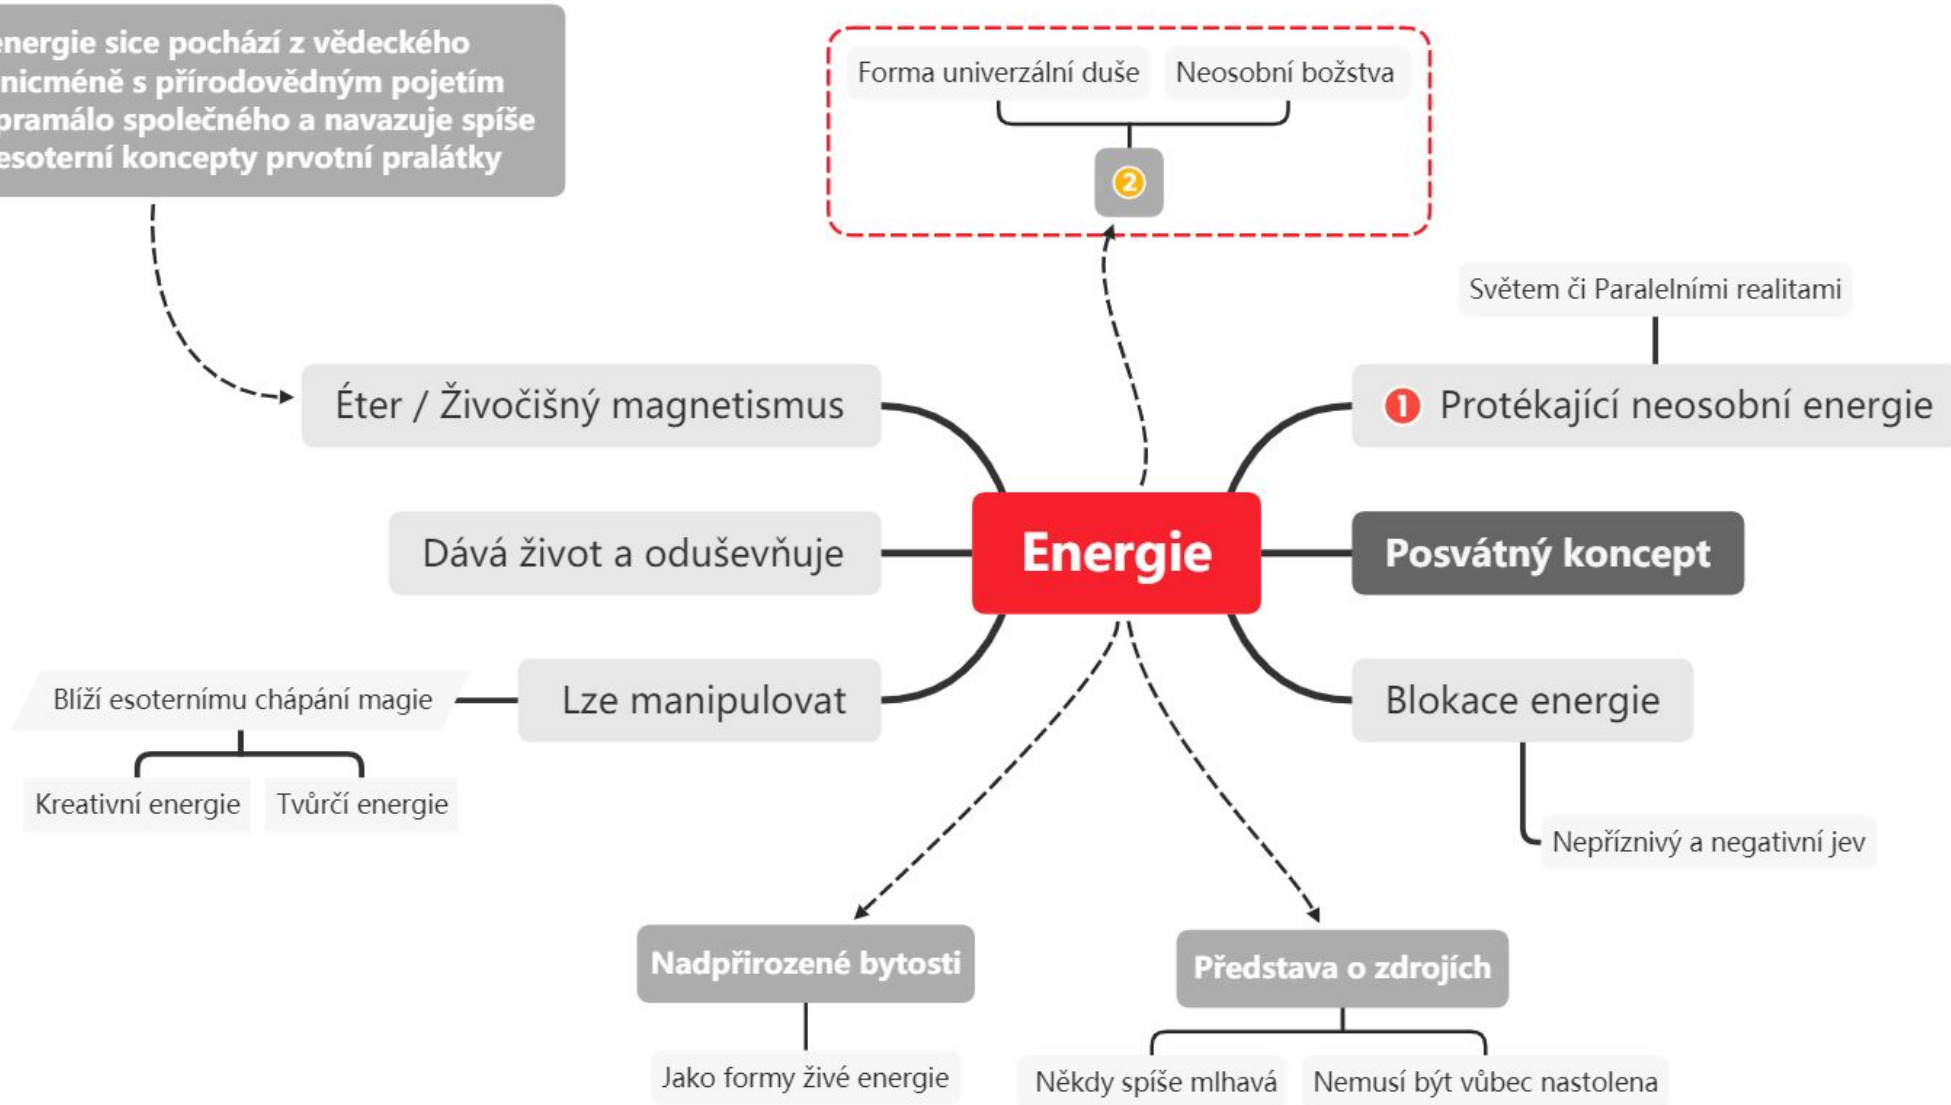 energie sice pochází z vědeckého
nicméně s přírodovědným pojetím
pramálo společného a navazuje spíše
esoterní koncepty prvotní pralátky
Forma univerzální duše
Neosobní božstva
2
Světem či Paralelními realitami
Éter / Živočišný magnetismus
1 Protékající neosobní energie
Dává život a oduševňuje
Energie
Posvátný koncept
Blíží esoternímu chápání magie
Lze manipulovat
Blokace energie
Kreativní energie
Tvůrčí energie
Nepříznivý a negativní jev
Nadpřirozené bytosti
Představa o zdrojích
Jako formy živé energie
Někdy spíše mlhavá
Nemusí být vůbec nastolena